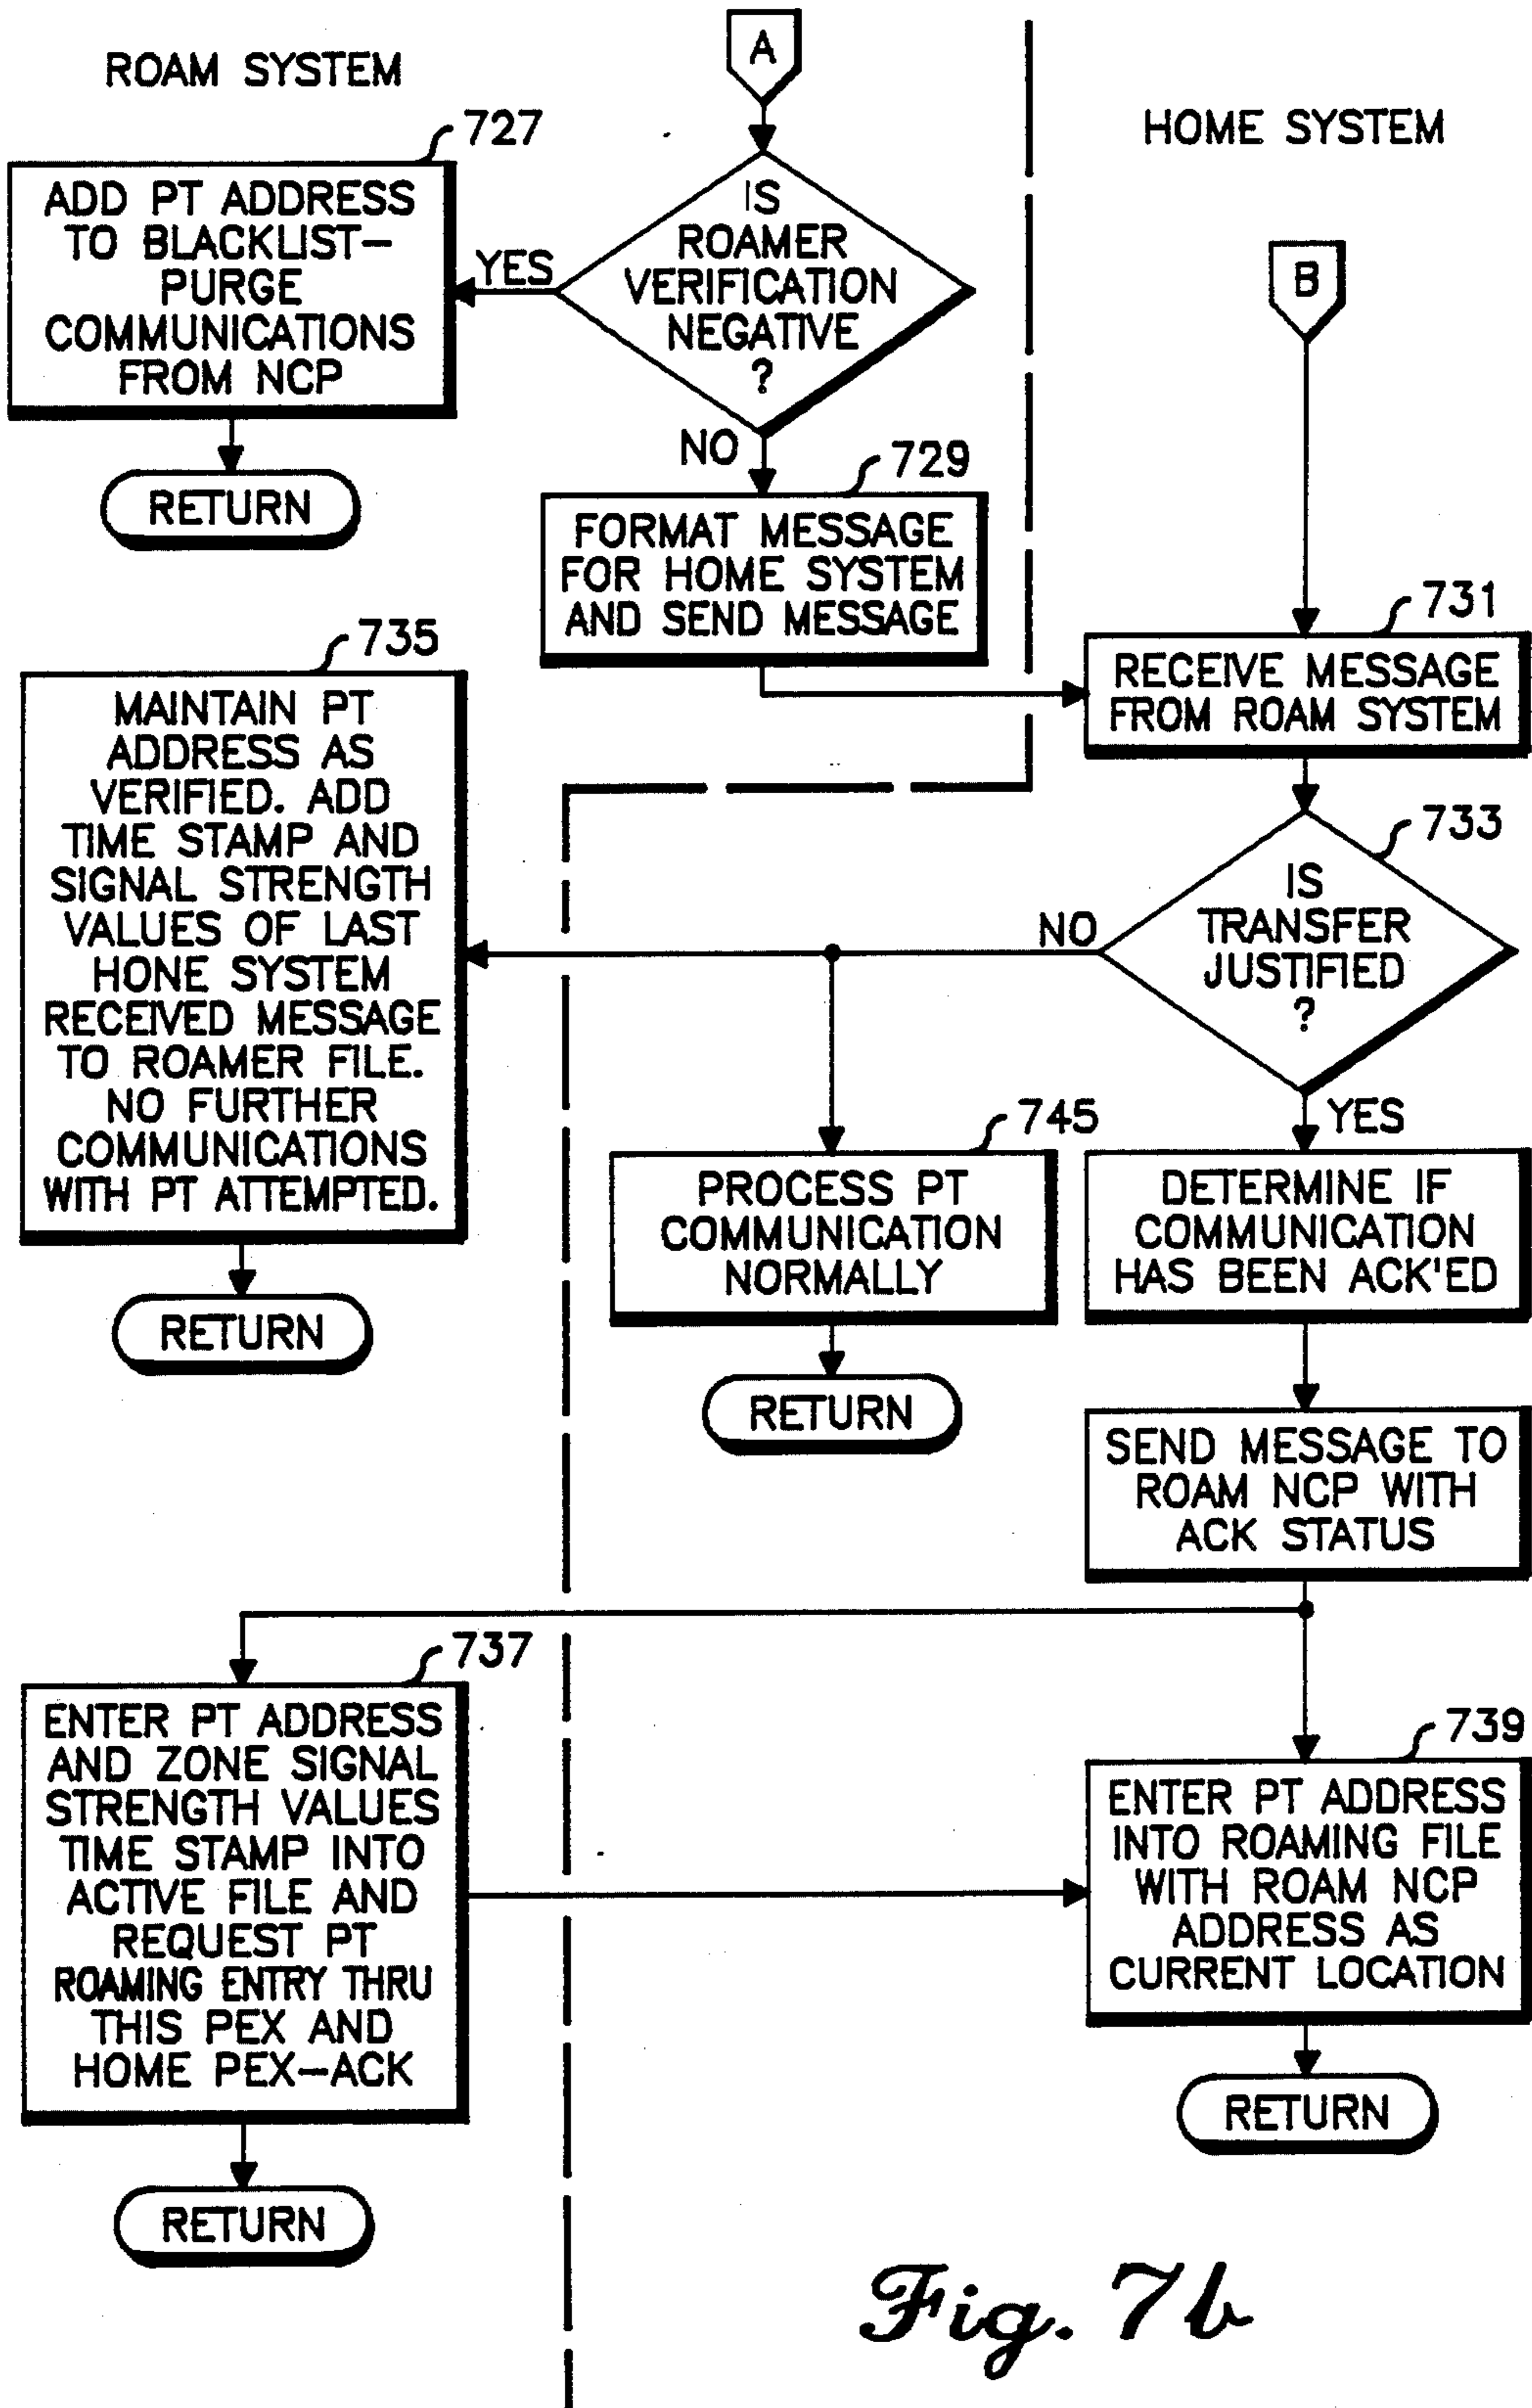 ROAM SYSTEM
A
HOME SYSTEM
727
ADD PT ADDRESS
TO BLACKLIST-
PURGE
COMMUNICATIONS
FROM NCP
YES
IS
ROAMER
VERIFICATION
NEGATIVE
?
B
NO
RETURN
729
FORMAT MESSAGE
FOR HOME SYSTEM
AND SEND MESSAGE
731
RECEIVE MESSAGE
FROM ROAM SYSTEM
735
MAINTAIN PT
ADDRESS AS
VERIFIED. ADD
TIME STAMP AND
SIGNAL STRENGTH
VALUES OF LAST
HONE SYSTEM
RECEIVED MESSAGE
TO ROAMER FILE.
NO FURTHER
COMMUNICATIONS
WITH PT ATTEMPTED.
RETURN
733
IS
TRANSFER
JUSTIFIED
?
NO
YES
745
PROCESS PT
COMMUNICATION
NORMALLY
RETURN
DETERMINE IF
COMMUNICATION
HAS BEEN ACK'ED
SEND MESSAGE TO
ROAM NCP WITH
ACK STATUS
737
ENTER PT ADDRESS
AND ZONE SIGNAL
STRENGTH VALUES
TIME STAMP INTO
ACTIVE FILE AND
REQUEST PT
ROAMING ENTRY THRU
THIS PEX AND
HOME PEX-ACK
RETURN
739
ENTER PT ADDRESS
INTO ROAMING FILE
WITH ROAM NCP
ADDRESS AS
CURRENT LOCATION
RETURN
Fig. 7b